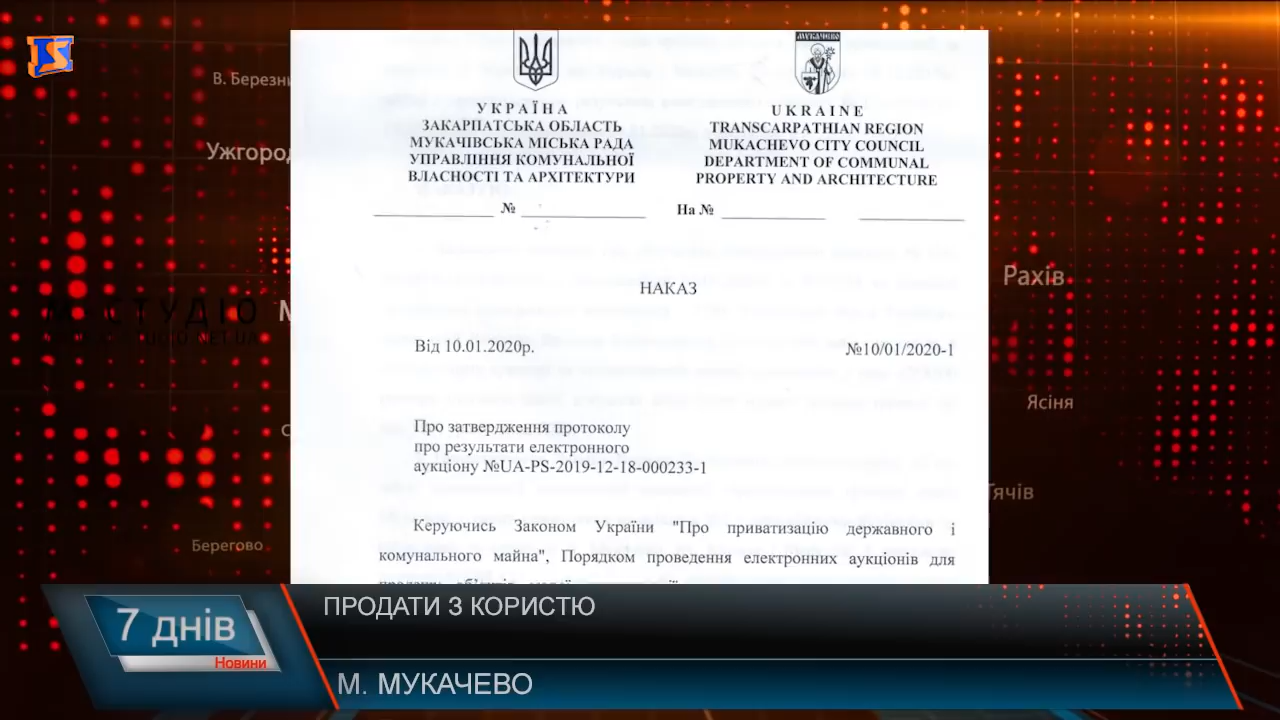 В. Березни
Ужгород
М СТУДІО
Рахів
Ясіня
Тячів
Берегово
МУКАЧЕВО
УКРАЇНА
ЗАКАРПАТСЬКА ОБЛАСТЬ
МУКАЧІВСЬКА МІСЬКА РАДА
УПРАВЛІННЯ КОМУНАЛЬНОЇ
ВЛАСНОСТІ ТА АРХІТЕКТУРИ
UKRAINE
TRANSCARPATHIAN REGION
MUKACHEVO CITY COUNCIL
DEPARTMENT OF COMMUNAL
PROPERTY AND ARCHITECTURE
№
На №
НАКАЗ
Від 10.01.2020р.
№10/01/2020-1
Про затвердження протоколу
про результати електронного
аукціону №UA-PS-2019-12-18-000233-1
Керуючись Законом України "Про приватизацію державного і
комунального майна", Порядком проведення електронних аукціонів для
7 днів
Новини
ПРОДАТИ З КОРИСТЮ
М. МУКАЧЕВО